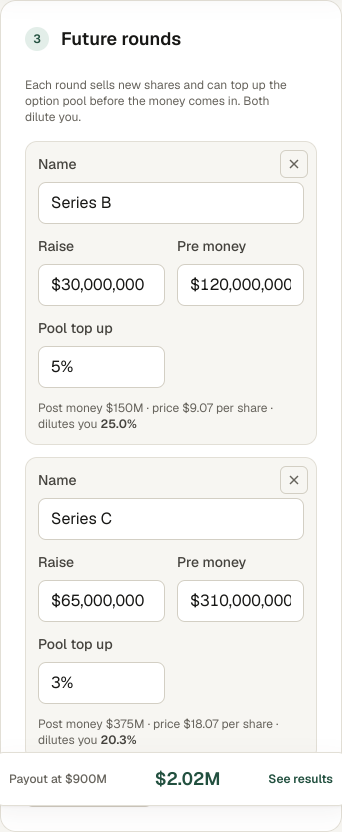 3 Future rounds
Each round sells new shares and can top up the
option pool before the money comes in. Both
dilute you.
Name ✕
Series B
Raise Pre money
$30,000,000 $120,000,000
Pool top up
5%
Post money $150M · price $9.07 per share ·
dilutes you 25.0%
Name ✕
Series C
Raise Pre money
$65,000,000 $310,000,000
Pool top up
3%
Post money $375M · price $18.07 per share ·
dilutes you 20.3%
Payout at $900M $2.02M See results